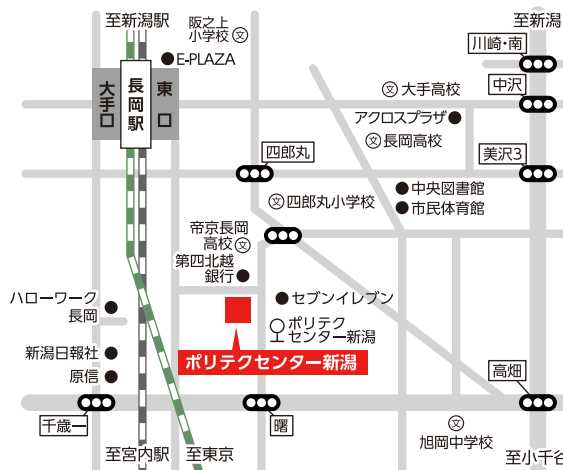 至新潟駅
阪之上
小学校
文
至新潟
川崎・南
E-PLAZA
長岡駅
大手口
東口
中沢
文
大手高校
アクロスプラザ
文
長岡高校
四郎丸
美沢3
中央図書館
文
四郎丸小学校
市民体育館
帝京長岡
高校
文
第四北越
銀行
ハローワーク
長岡
セブンイレブン
ポリテク
センター新潟
新潟日報社
ポリテクセンター新潟
原信
高畑
千歳一
曙
文
旭岡中学校
至宮内駅
至東京
至小千谷